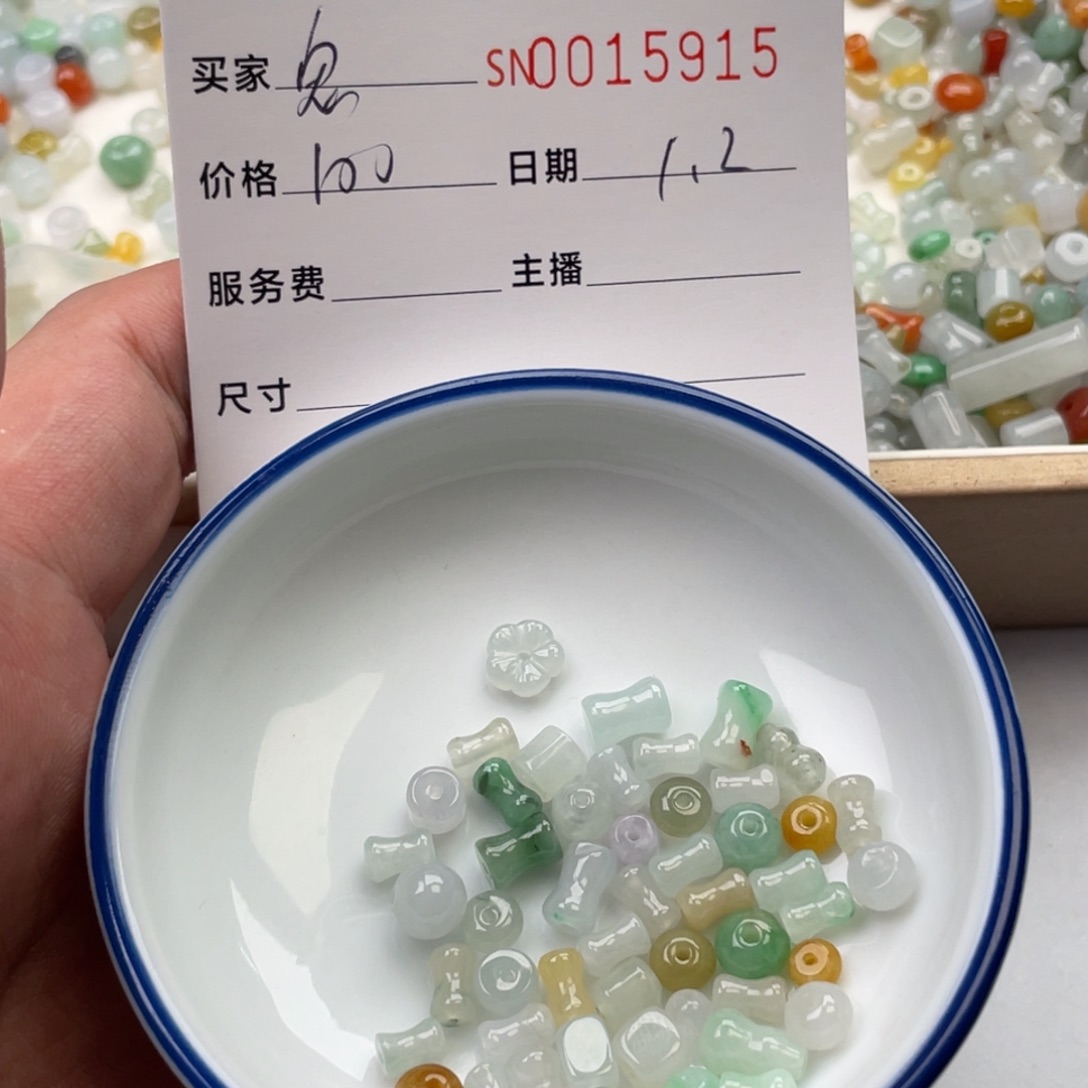 买家 SN0015915
价格 100 日期 1.2
服务费 主播
尺寸